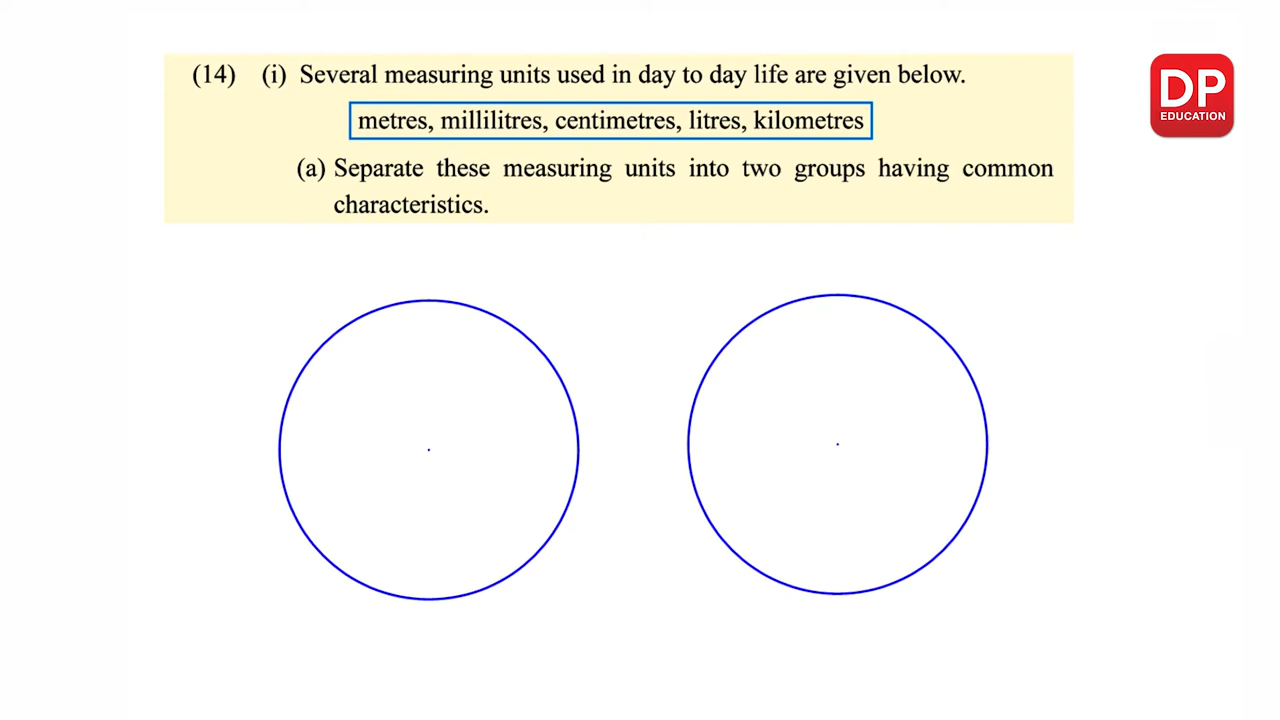 (14) (i) Several measuring units used in day to day life are given below.
metres, millilitres, centimetres, litres, kilometres
(a) Separate these measuring units into two groups having common
characteristics.
DP
EDUCATION